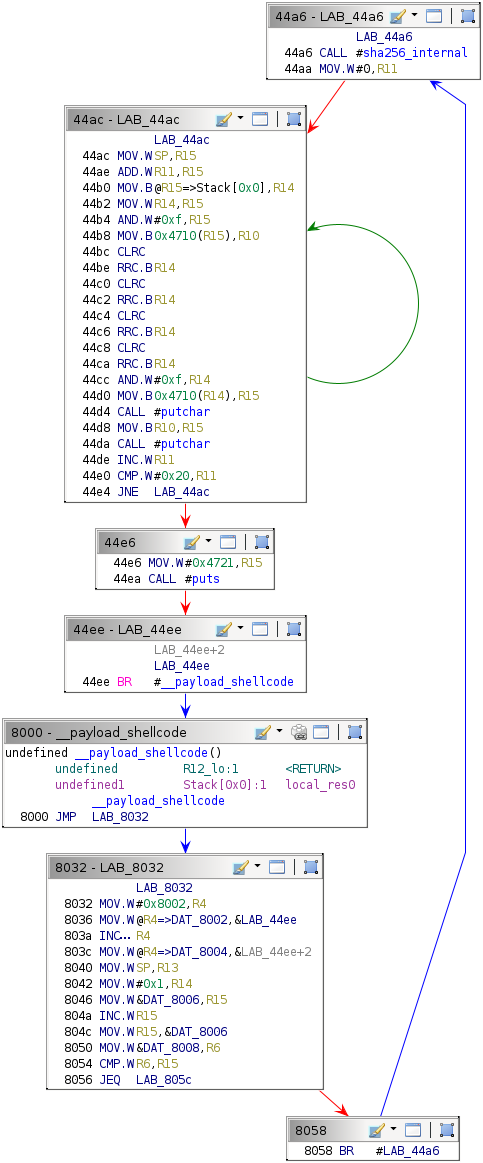 44a6 - LAB_44a6
LAB_44a6
44a6 CALL #sha256_internal
44aa MOV.W #0,R11
44ac - LAB_44ac
LAB_44ac
44ac MOV.W SP,R15
44ae ADD.W R11,R15
44b0 MOV.B @R15=>Stack[0x0],R14
44b2 MOV.W R14,R15
44b4 AND.W #0xf,R15
44b8 MOV.B 0x4710(R15),R10
44bc CLRC
44be RRC.B R14
44c0 CLRC
44c2 RRC.B R14
44c4 CLRC
44c6 RRC.B R14
44c8 CLRC
44ca RRC.B R14
44cc AND.W #0xf,R14
44d0 MOV.B 0x4710(R14),R15
44d4 CALL #putchar
44d8 MOV.B R10,R15
44da CALL #putchar
44de INC.W R11
44e0 CMP.W #0x20,R11
44e4 JNE LAB_44ac
44e6
44e6 MOV.W #0x4721,R15
44ea CALL #puts
44ee - LAB_44ee
LAB_44ee+2
LAB_44ee
44ee BR #__payload_shellcode
8000 - __payload_shellcode
undefined __payload_shellcode()
undefined R12_lo:1 <RETURN>
undefined1 Stack[0x0]:1 local_res0
__payload_shellcode
8000 JMP LAB_8032
8032 - LAB_8032
LAB_8032
8032 MOV.W #0x8002,R4
8036 MOV.W @R4=>DAT_8002,&LAB_44ee
803a INC... R4
803c MOV.W @R4=>DAT_8004,&LAB_44ee+2
8040 MOV.W SP,R13
8042 MOV.W #0x1,R14
8046 MOV.W &DAT_8006,R15
804a INC.W R15
804c MOV.W R15,&DAT_8006
8050 MOV.W &DAT_8008,R6
8054 CMP.W R6,R15
8056 JEQ LAB_805c
8058
8058 BR #LAB_44a6